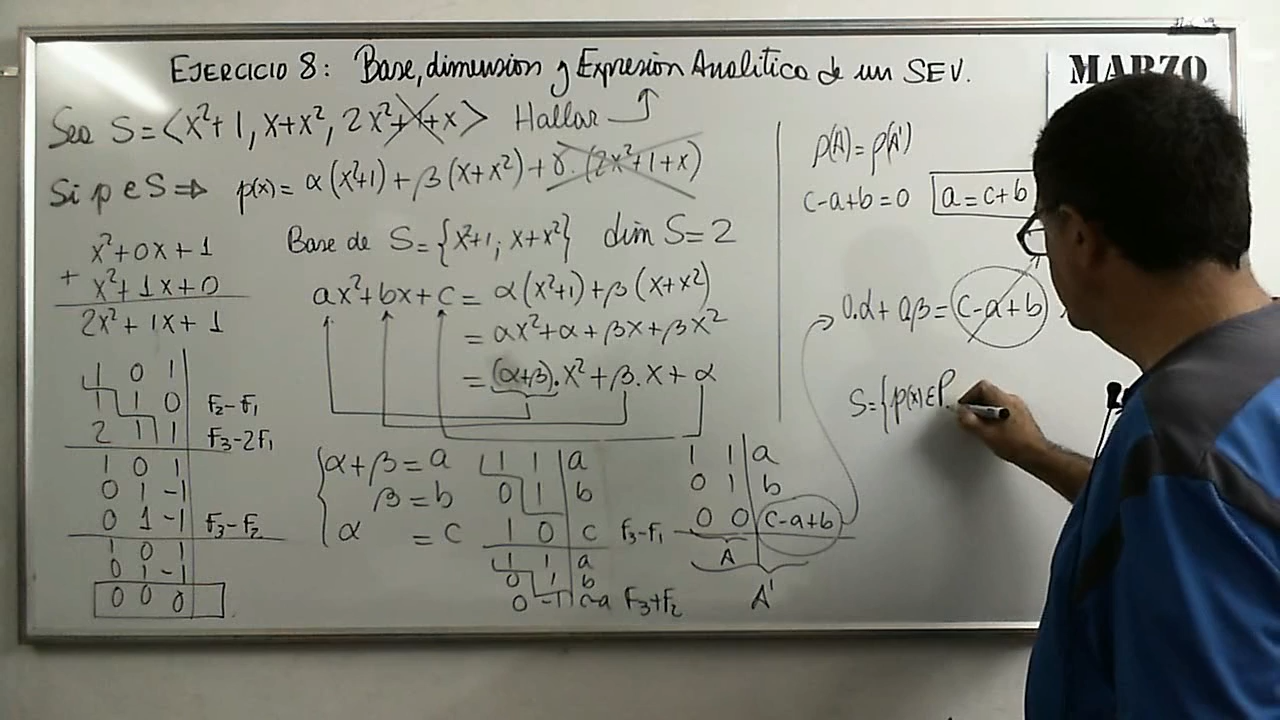 EJERCICIO 8: Base, dimension y Expresión Analitica de un SEV.
MARZO
Sea S = <x²+1, x+x², 2x²+1+x> Hallar
Si p e S ⇒ p(x) = α(x²+1) + β(x+x²) + γ.(2x²+1+x)
x²+0x+1
+ x²+1x+0
2x²+1x+1
1 0 1
1 1 0 F2-F1
2 1 1 F3-2F1
1 0 1
0 1 -1
0 1 -1 F3-F2
1 0 1
0 1 -1
0 0 0
Base de S = {x²+1; x+x²} dim S = 2
ax²+bx+c = α(x²+1) + β(x+x²)
= αx²+α+βx+βx²
= (α+β).x²+β.x+α
α+β = a
β = b
α = c
1 1 a
0 1 b
1 0 c F3-F1
1 1 a
0 1 b
0 -1 c-a F3+F2
1 1 a
0 1 b
0 0 c-a+b
A
A'
ρ(A) = ρ(A')
c-a+b=0 a=c+b
0.α+0β = c-a+b
S={p(x)∈P